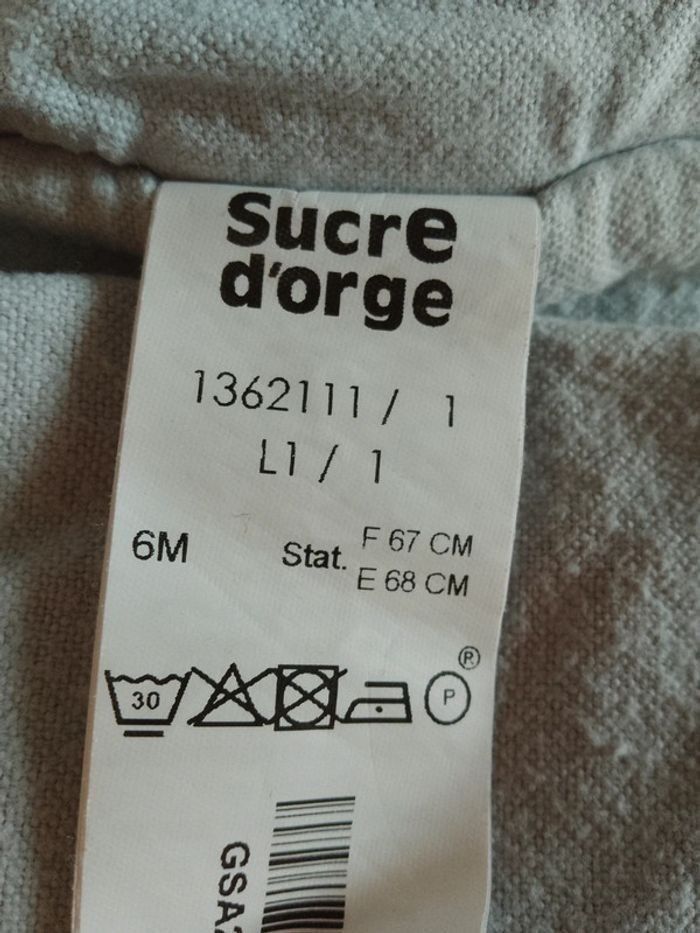 Sucre
d'orge
1362111 / 1
L1 / 1
6M
Stat.
F 67 CM
E 68 CM
®
30
P